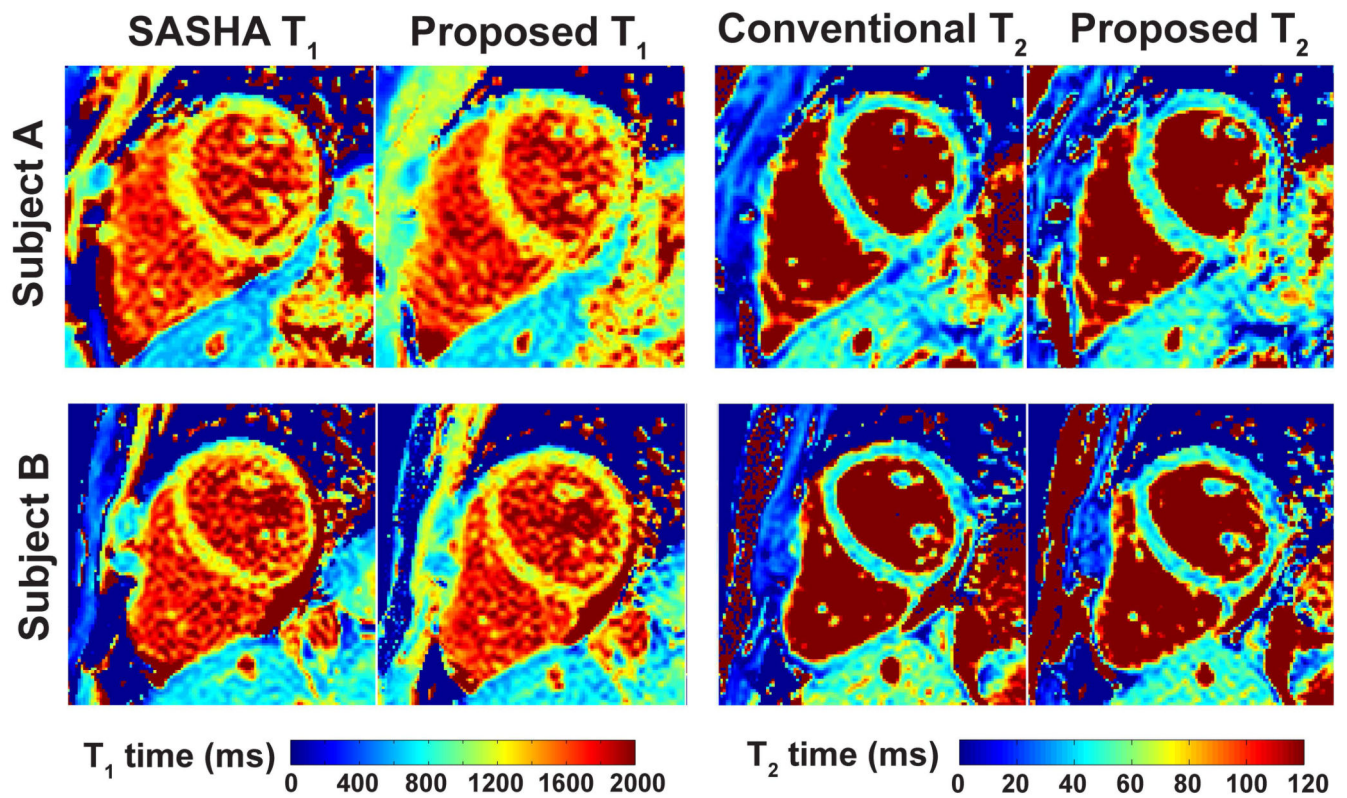 SASHA T1 Proposed T1 Conventional T2 Proposed T2
Subject A
Subject B
T1 time (ms) 0 400 800 1200 1600 2000
T2 time (ms) 0 20 40 60 80 100 120